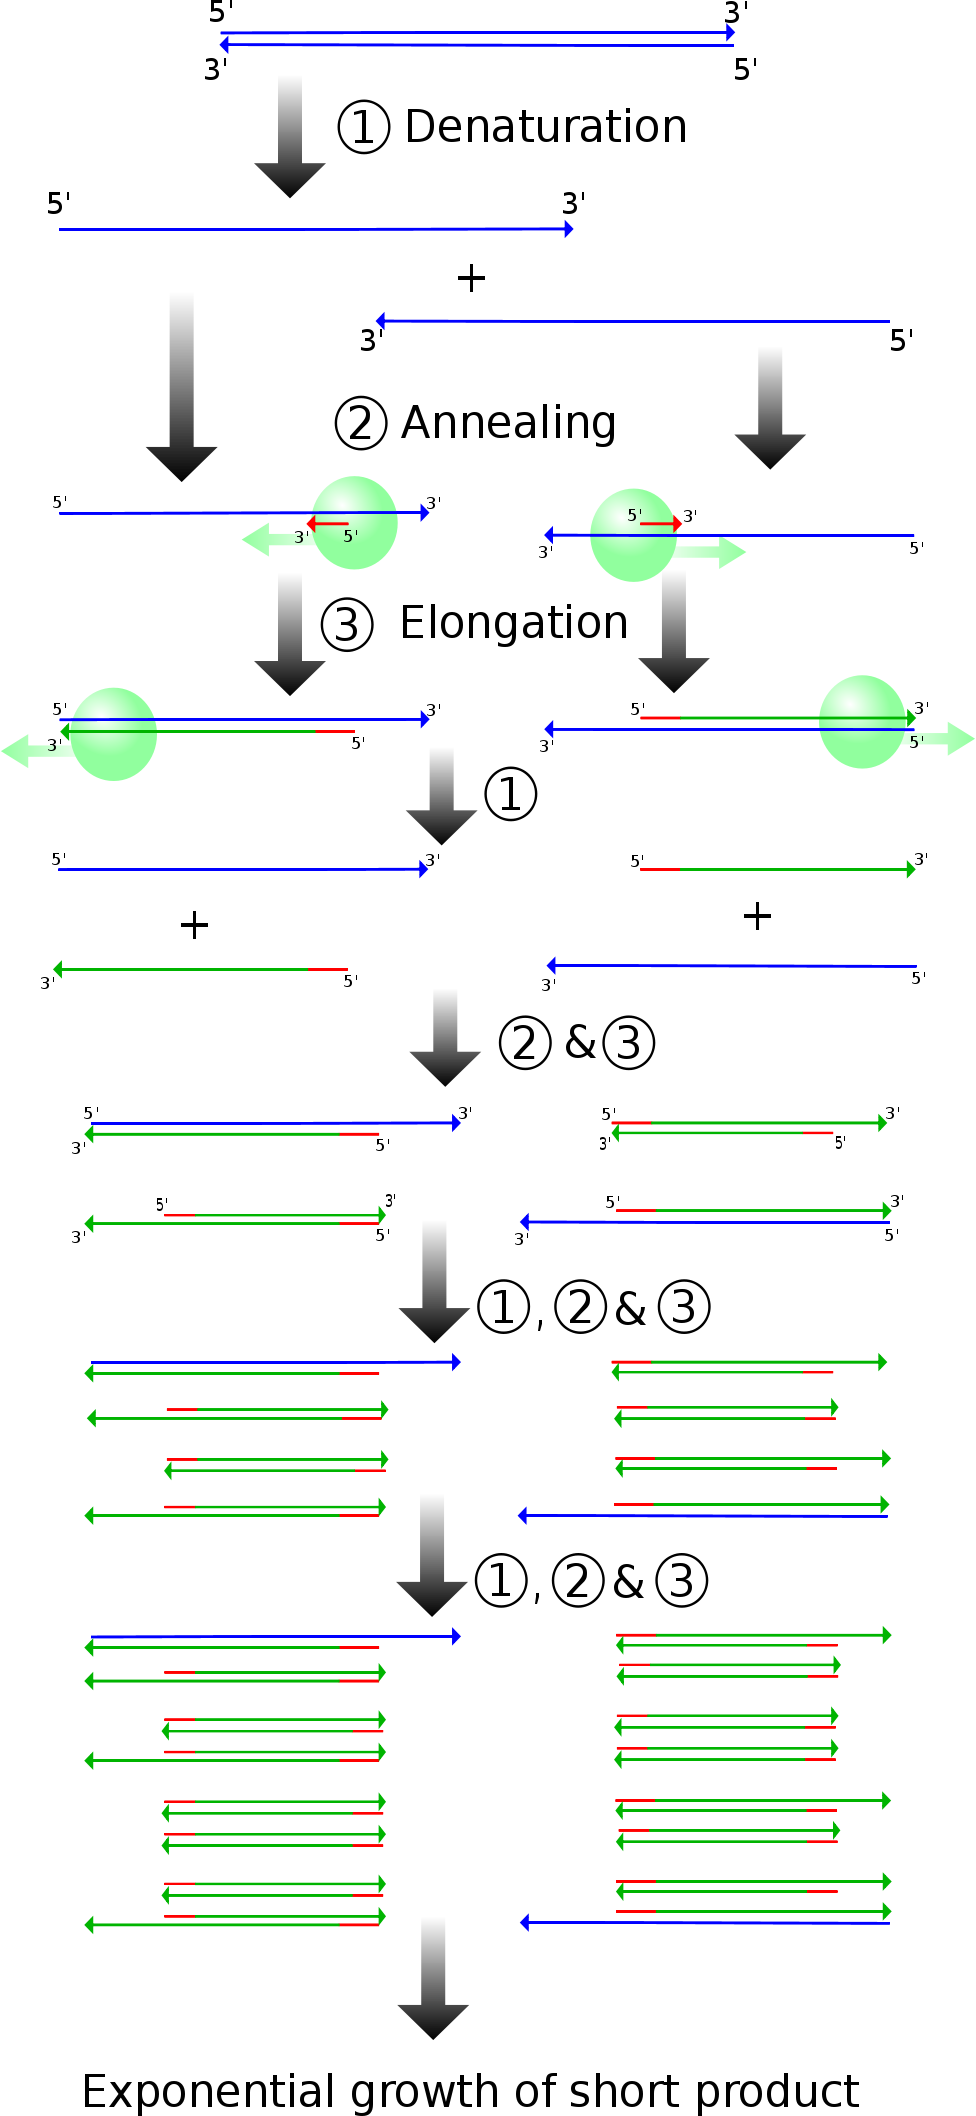 5' 3'
3' 5'
① Denaturation
5' 3'
+
3' 5'
② Annealing
5' 3' 5' 3'
3' 5' 3' 5'
③ Elongation
5' 3' 5' 3'
3' 5' 3' 5'
①
5' 3' 5' 3'
+ +
3' 5' 3' 5'
② & ③
5' 3' 5' 3'
3' 5' 3' 5'
5' 3' 5' 3'
3' 5' 3' 5'
①, ② & ③
①, ② & ③
Exponential growth of short product